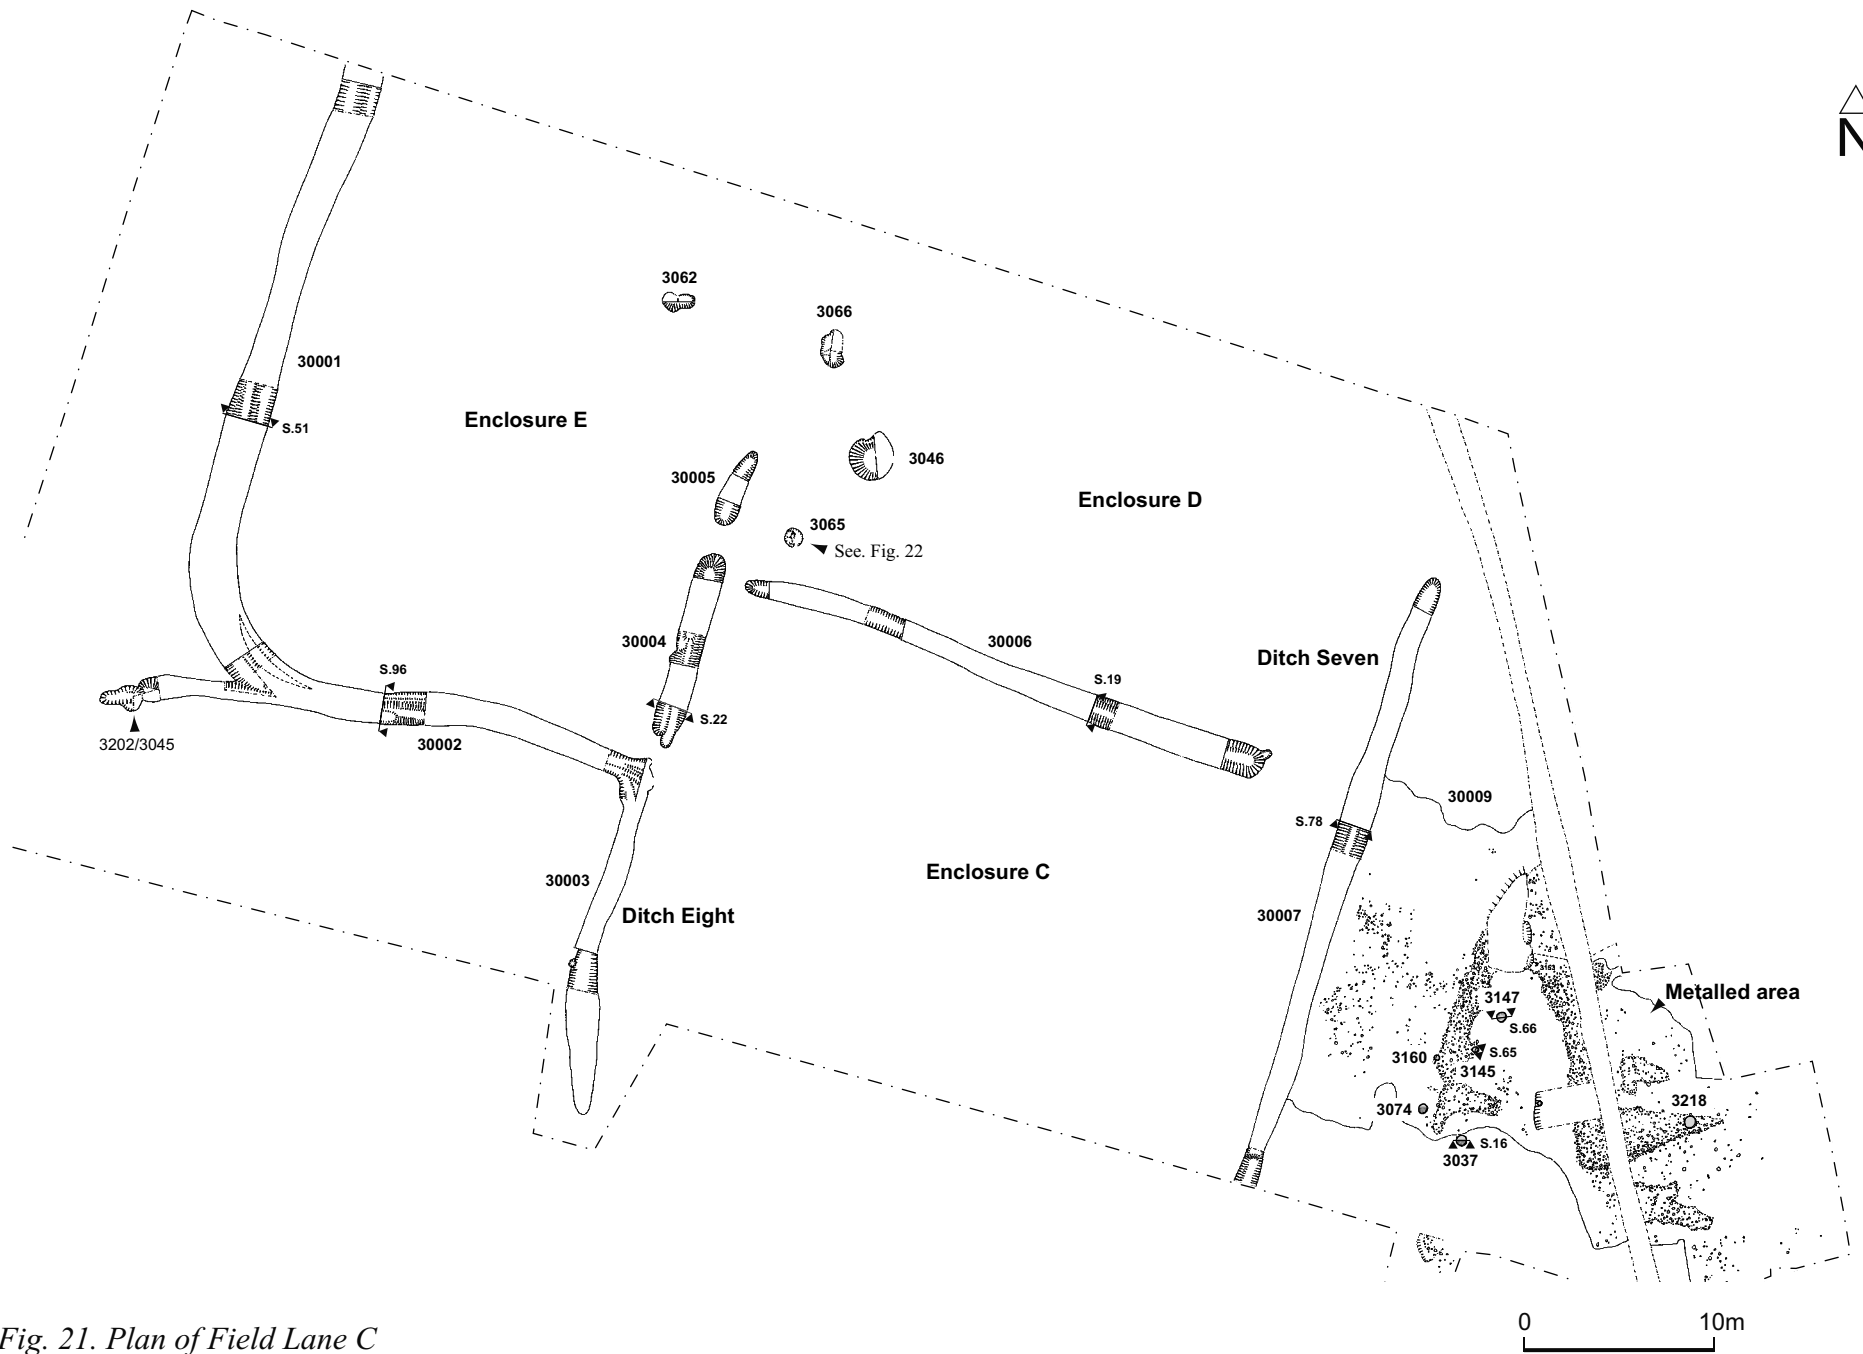 N
3062
3066
30001
Enclosure E
S.51
3046
30005
Enclosure D
3065
See. Fig. 22
30004
30006
Ditch Seven
S.96
S.19
S.22
3202/3045
30002
30009
S.78
Enclosure C
30003
Ditch Eight
30007
3153
Metalled area
3147
S.66
3160
S.65
3145
3074
3218
S.16
3037
0 10m
Fig. 21. Plan of Field Lane C